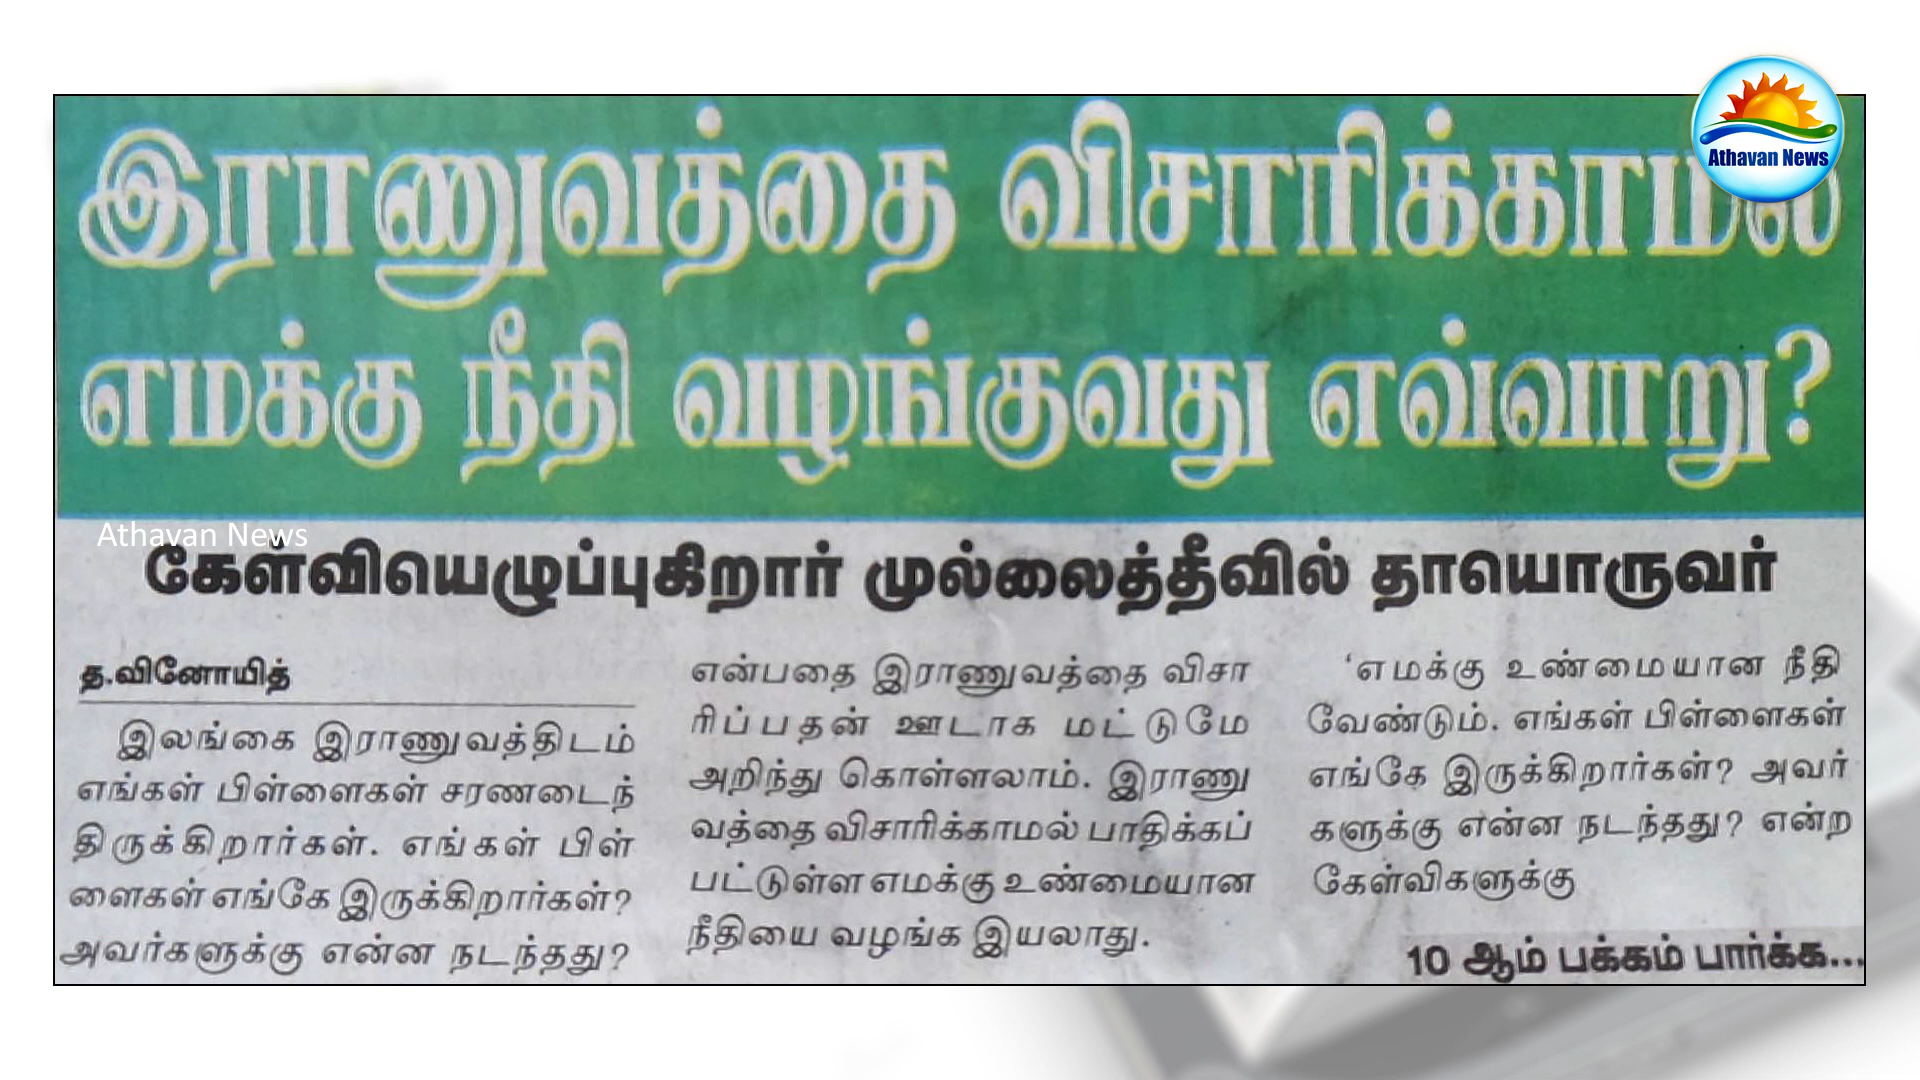 Athavan News
இராணுவத்தை விசாரிக்காமல்
எமக்கு நீதி வழங்குவது எவ்வாறு?
Athavan News
கேள்வியெழுப்புகிறார் முல்லைத்தீவில் தாயொருவர்
த.வினோயித்
இலங்கை இராணுவத்திடம்
எங்கள் பிள்ளைகள் சரணடைந்
திருக்கிறார்கள். எங்கள் பிள்
ளைகள் எங்கே இருக்கிறார்கள்?
அவர்களுக்கு என்ன நடந்தது?
என்பதை இராணுவத்தை விசா
ரிப்பதன் ஊடாக மட்டுமே
அறிந்து கொள்ளலாம். இராணு
வத்தை விசாரிக்காமல் பாதிக்கப்
பட்டுள்ள எமக்கு உண்மையான
நீதியை வழங்க இயலாது.
‘எமக்கு உண்மையான நீதி
வேண்டும். எங்கள் பிள்ளைகள்
எங்கே இருக்கிறார்கள்? அவர்
களுக்கு என்ன நடந்தது? என்ற
கேள்விகளுக்கு
10 ஆம் பக்கம் பார்க்க...